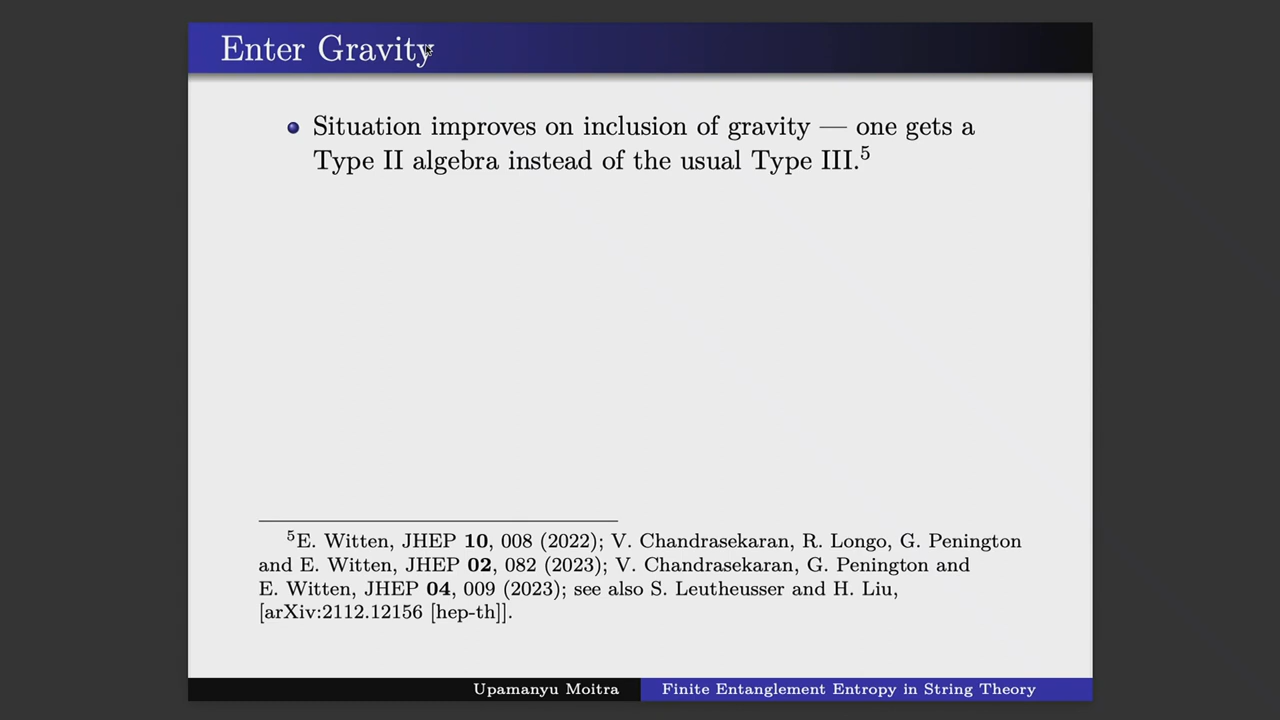 Enter Gravity
Situation improves on inclusion of gravity — one gets a
Type II algebra instead of the usual Type III.⁵
⁵E. Witten, JHEP 10, 008 (2022); V. Chandrasekaran, R. Longo, G. Penington
and E. Witten, JHEP 02, 082 (2023); V. Chandrasekaran, G. Penington and
E. Witten, JHEP 04, 009 (2023); see also S. Leutheusser and H. Liu,
[arXiv:2112.12156 [hep-th]].
Upamanyu Moitra
Finite Entanglement Entropy in String Theory